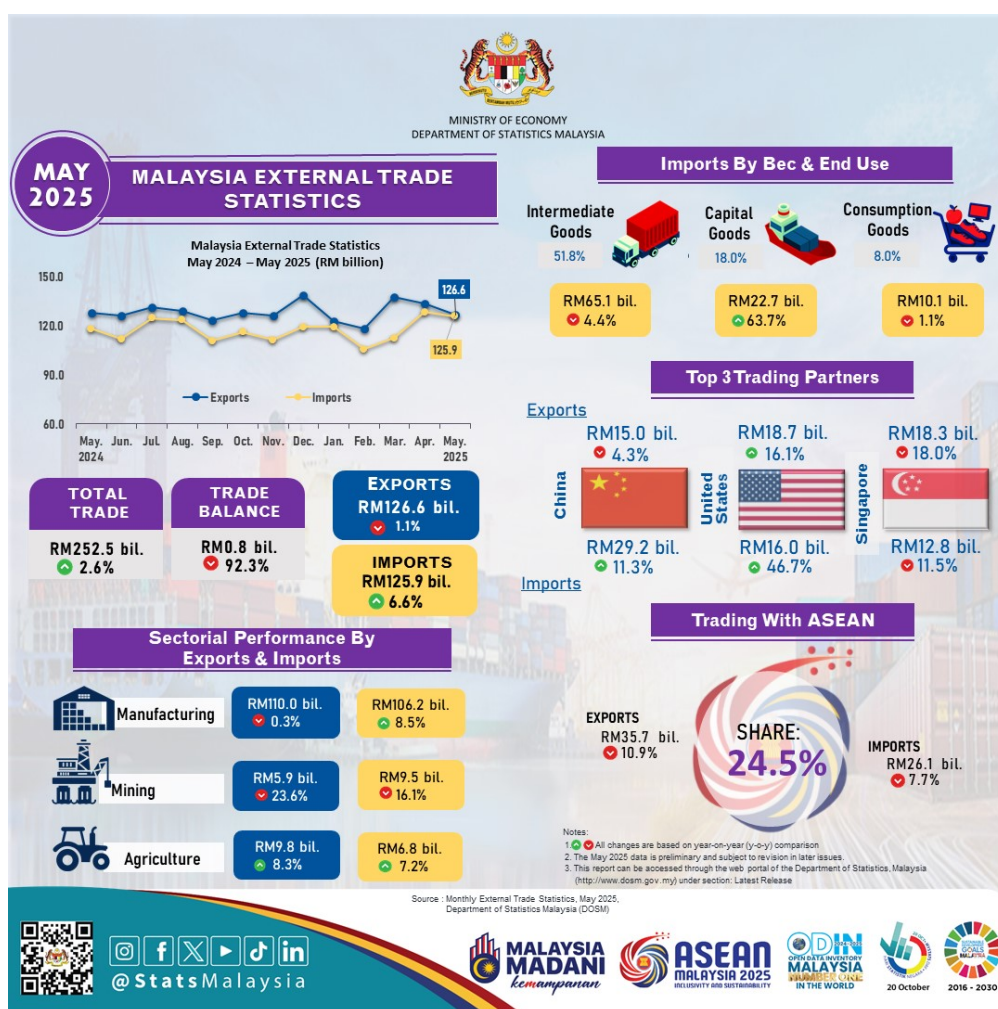 MINISTRY OF ECONOMY
DEPARTMENT OF STATISTICS MALAYSIA
MAY
2025
MALAYSIA EXTERNAL TRADE
STATISTICS
Malaysia External Trade Statistics
May 2024 – May 2025 (RM billion)
150.0
120.0
90.0
60.0
126.6
125.9
Exports
Imports
May. Jun. Jul. Aug. Sep. Oct. Nov. Dec. Jan. Feb. Mar. Apr. May.
2024 2025
TOTAL
TRADE
RM252.5 bil.
2.6%
TRADE
BALANCE
RM0.8 bil.
92.3%
EXPORTS
RM126.6 bil.
1.1%
IMPORTS
RM125.9 bil.
6.6%
Sectorial Performance By
Exports & Imports
Manufacturing
RM110.0 bil.
0.3%
RM106.2 bil.
8.5%
Mining
RM5.9 bil.
23.6%
RM9.5 bil.
16.1%
Agriculture
RM9.8 bil.
8.3%
RM6.8 bil.
7.2%
Imports By Bec & End Use
Intermediate
Goods
51.8%
RM65.1 bil.
4.4%
Capital
Goods
18.0%
RM22.7 bil.
63.7%
Consumption
Goods
8.0%
RM10.1 bil.
1.1%
Top 3 Trading Partners
Exports
RM15.0 bil.
4.3%
RM18.7 bil.
16.1%
RM18.3 bil.
18.0%
China
United
States
Singapore
RM29.2 bil.
11.3%
RM16.0 bil.
46.7%
RM12.8 bil.
11.5%
Imports
Trading With ASEAN
EXPORTS
RM35.7 bil.
10.9%
SHARE:
24.5%
IMPORTS
RM26.1 bil.
7.7%
Notes:
1. All changes are based on year-on-year (y-o-y) comparison
2. The May 2025 data is preliminary and subject to revision in later issues.
3. This report can be accessed through the web portal of the Department of Statistics, Malaysia
(http://www.dosm.gov.my) under section: Latest Release
Source : Monthly External Trade Statistics, May 2025,
Department of Statistics Malaysia (DOSM)
@StatsMalaysia
MALAYSIA
MADANI
kemampanan
ASEAN
MALAYSIA 2025
INCLUSIVITY AND SUSTAINABILITY
ODIN
OPEN DATA INVENTORY
MALAYSIA
NUMBER ONE
IN THE WORLD
20 October
2016 - 2030